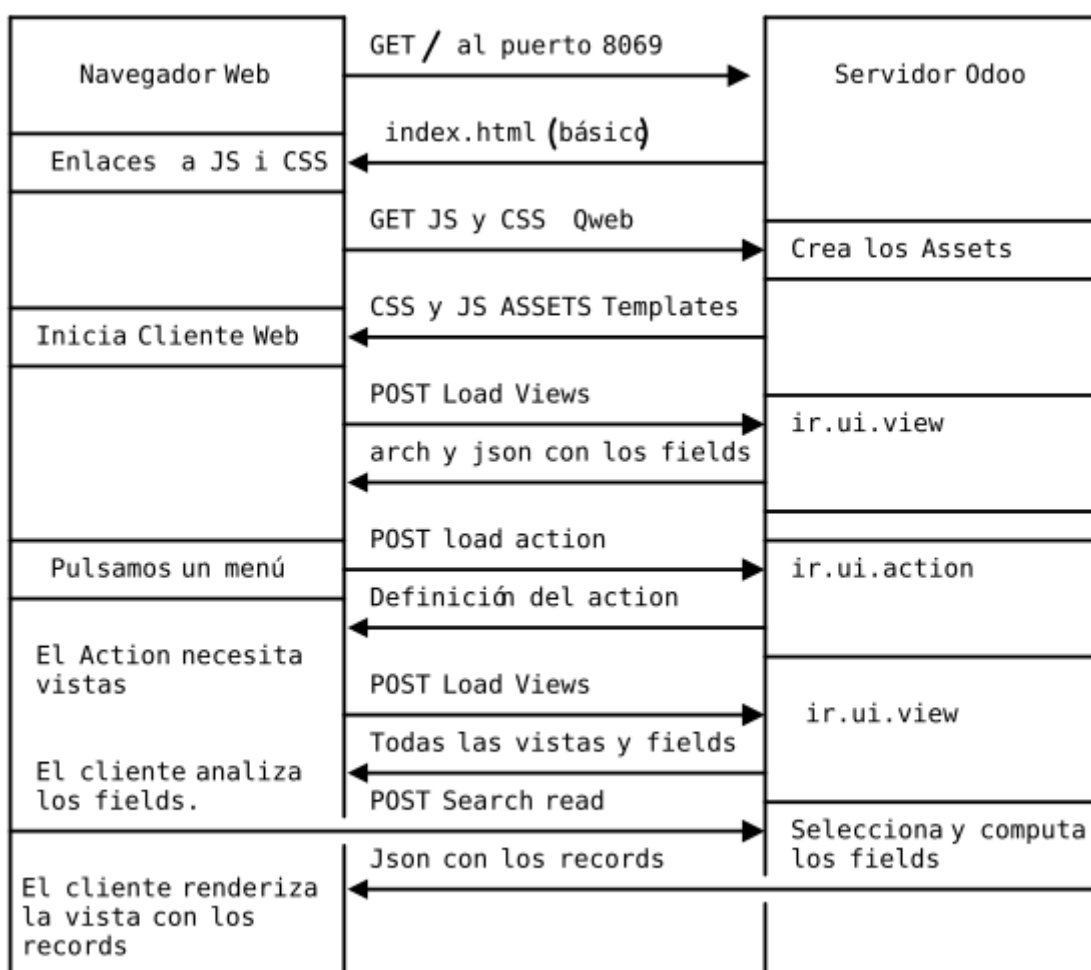 GET / al puerto 8069
Navegador Web
Servidor Odoo
index.html (básico)
Enlaces a JS i CSS
GET JS y CSS Qweb
Crea los Assets
CSS y JS ASSETS Templates
Inicia Cliente Web
POST Load Views
ir.ui.view
arch y json con los fields
POST load action
Pulsamos un menú
ir.ui.action
Definición del action
El Action necesita
vistas
POST Load Views
ir.ui.view
Todas las vistas y fields
El cliente analiza
los fields.
POST Search read
Selecciona y computa
los fields
Json con los records
El cliente renderiza
la vista con los
records